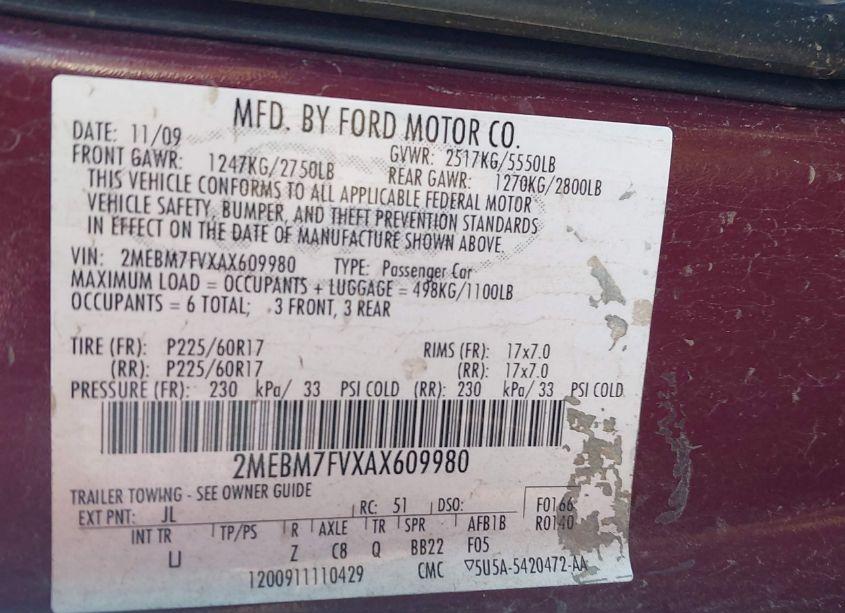 MFD. BY FORD MOTOR CO.
DATE: 11/09 GVWR: 2517KG/5550LB
FRONT GAWR: 1247KG/2750LB REAR GAWR: 1270KG/2800LB
THIS VEHICLE CONFORMS TO ALL APPLICABLE FEDERAL MOTOR
VEHICLE SAFETY, BUMPER, AND THEFT PREVENTION STANDARDS
IN EFFECT ON THE DATE OF MANUFACTURE SHOWN ABOVE.
VIN: 2MEBM7FVXAX609980 TYPE: Passenger Car
MAXIMUM LOAD = OCCUPANTS + LUGGAGE = 498KG/1100LB
OCCUPANTS = 6 TOTAL; 3 FRONT, 3 REAR
TIRE (FR): P225/60R17 RIMS (FR): 17x7.0
(RR): P225/60R17 (RR): 17x7.0
PRESSURE (FR): 230 kPa/ 33 PSI COLD (RR): 230 kPa/ 33 PSI COLD
2MEBM7FVXAX609980
TRAILER TOWING - SEE OWNER GUIDE
EXT PNT: JL RC: 51 DSO: F0166
INT TR TP/PS R AXLE TR SPR AFB1B R0140
U Z C8 Q BB22 F05
1200911110429 CMC ▽5U5A-5420472-AA